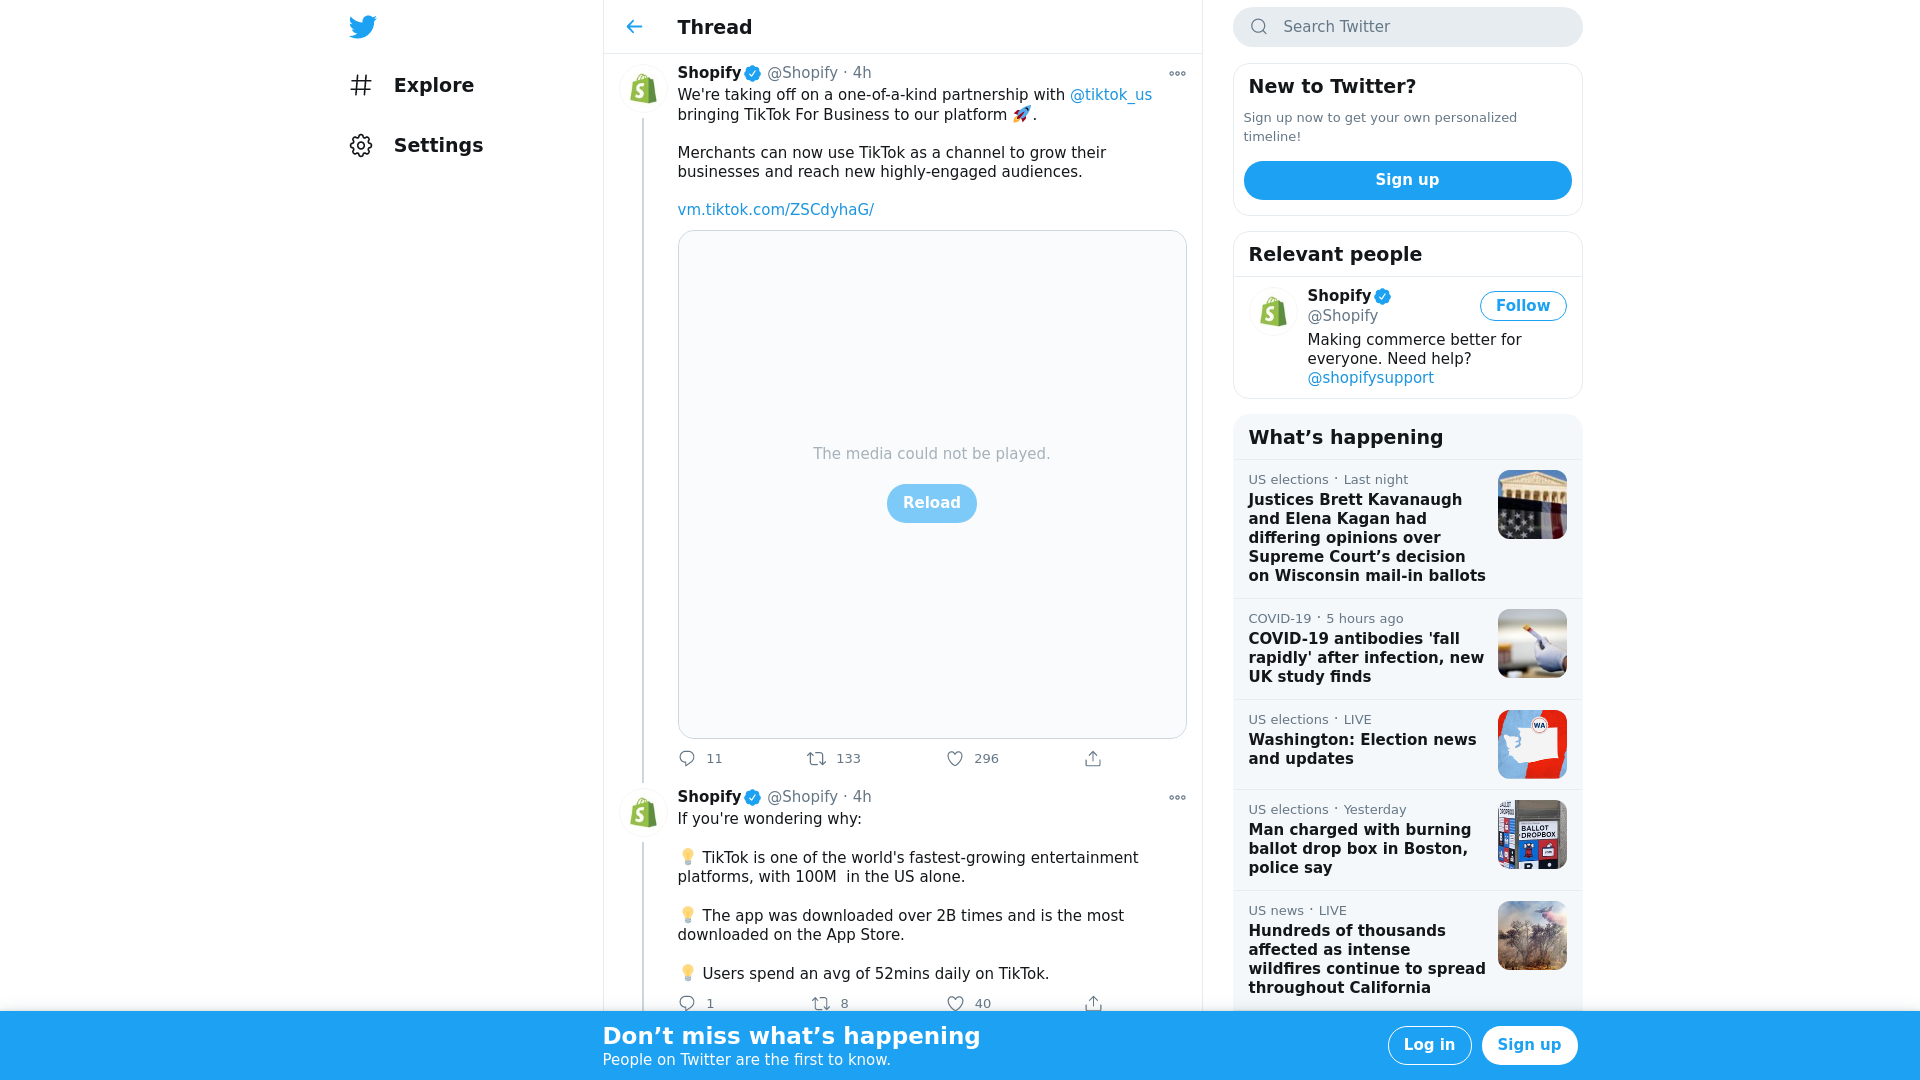 Explore
Settings
Thread
Shopify @Shopify · 4h
We're taking off on a one-of-a-kind partnership with @tiktok_us
bringing TikTok For Business to our platform 🚀.
Merchants can now use TikTok as a channel to grow their
businesses and reach new highly-engaged audiences.
vm.tiktok.com/ZSCdyhaG/
The media could not be played.
Reload
11 133 296
Shopify @Shopify · 4h
If you're wondering why:
💡 TikTok is one of the world's fastest-growing entertainment
platforms, with 100M  in the US alone.
💡 The app was downloaded over 2B times and is the most
downloaded on the App Store.
💡 Users spend an avg of 52mins daily on TikTok.
1 8 40
Search Twitter
New to Twitter?
Sign up now to get your own personalized
timeline!
Sign up
Relevant people
Shopify
@Shopify
Follow
Making commerce better for
everyone. Need help?
@shopifysupport
What’s happening
US elections · Last night
Justices Brett Kavanaugh
and Elena Kagan had
differing opinions over
Supreme Court’s decision
on Wisconsin mail-in ballots
COVID-19 · 5 hours ago
COVID-19 antibodies 'fall
rapidly' after infection, new
UK study finds
US elections · LIVE
Washington: Election news
and updates
WA
US elections · Yesterday
Man charged with burning
ballot drop box in Boston,
police say
BALLOT
DROPBOX
US news · LIVE
Hundreds of thousands
affected as intense
wildfires continue to spread
throughout California
Don’t miss what’s happening
People on Twitter are the first to know.
Log in
Sign up